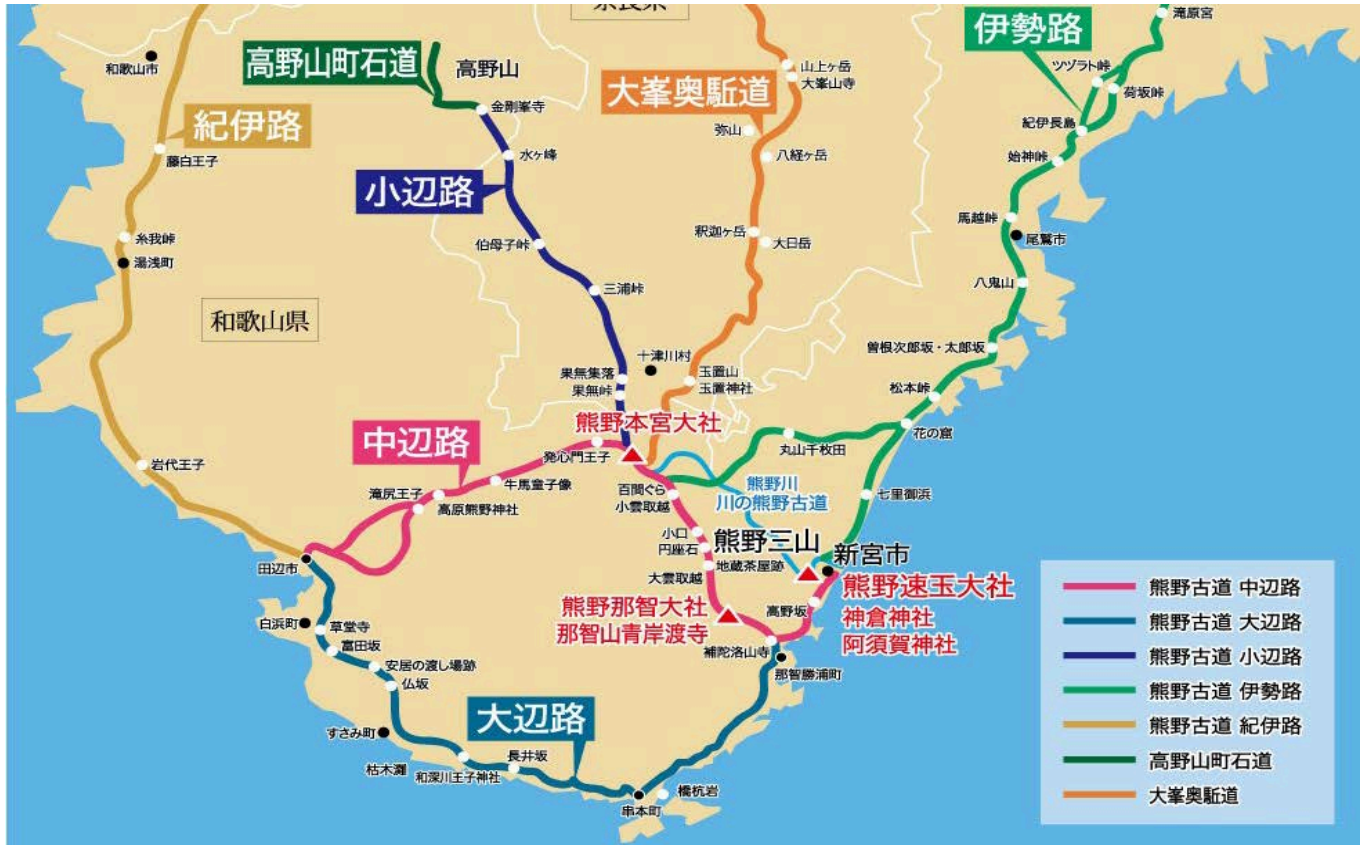 奈良県
滝原宮
伊勢路
ツヅラト峠
荷坂峠
紀伊長島
始神峠
馬越峠
尾鷲市
八鬼山
曽根次郎坂・太郎坂
松本峠
花の窟
丸山千枚田
七里御浜
和歌山市
紀伊路
藤白王子
糸我峠
湯浅町
和歌山県
岩代王子
高野山町石道
高野山
金剛峯寺
水ヶ峰
小辺路
伯母子峠
三浦峠
果無集落
果無峠
十津川村
大峯奥駈道
山上ヶ岳
大峯山寺
弥山
八経ヶ岳
釈迦ヶ岳
大日岳
玉置山
玉置神社
熊野本宮大社
中辺路
発心門王子
牛馬童子像
滝尻王子
高原熊野神社
田辺市
百間ぐら
小雲取越
熊野川
川の熊野古道
小口
円座石
熊野三山
地蔵茶屋跡
大雲取越
新宮市
熊野速玉大社
神倉神社
阿須賀神社
高野坂
熊野那智大社
那智山青岸渡寺
補陀洛山寺
那智勝浦町
白浜町
草堂寺
富田坂
安居の渡し場跡
仏坂
すさみ町
枯木灘
和深川王子神社
長井坂
大辺路
串本町
橋杭岩
熊野古道 中辺路
熊野古道 大辺路
熊野古道 小辺路
熊野古道 伊勢路
熊野古道 紀伊路
高野山町石道
大峯奥駈道